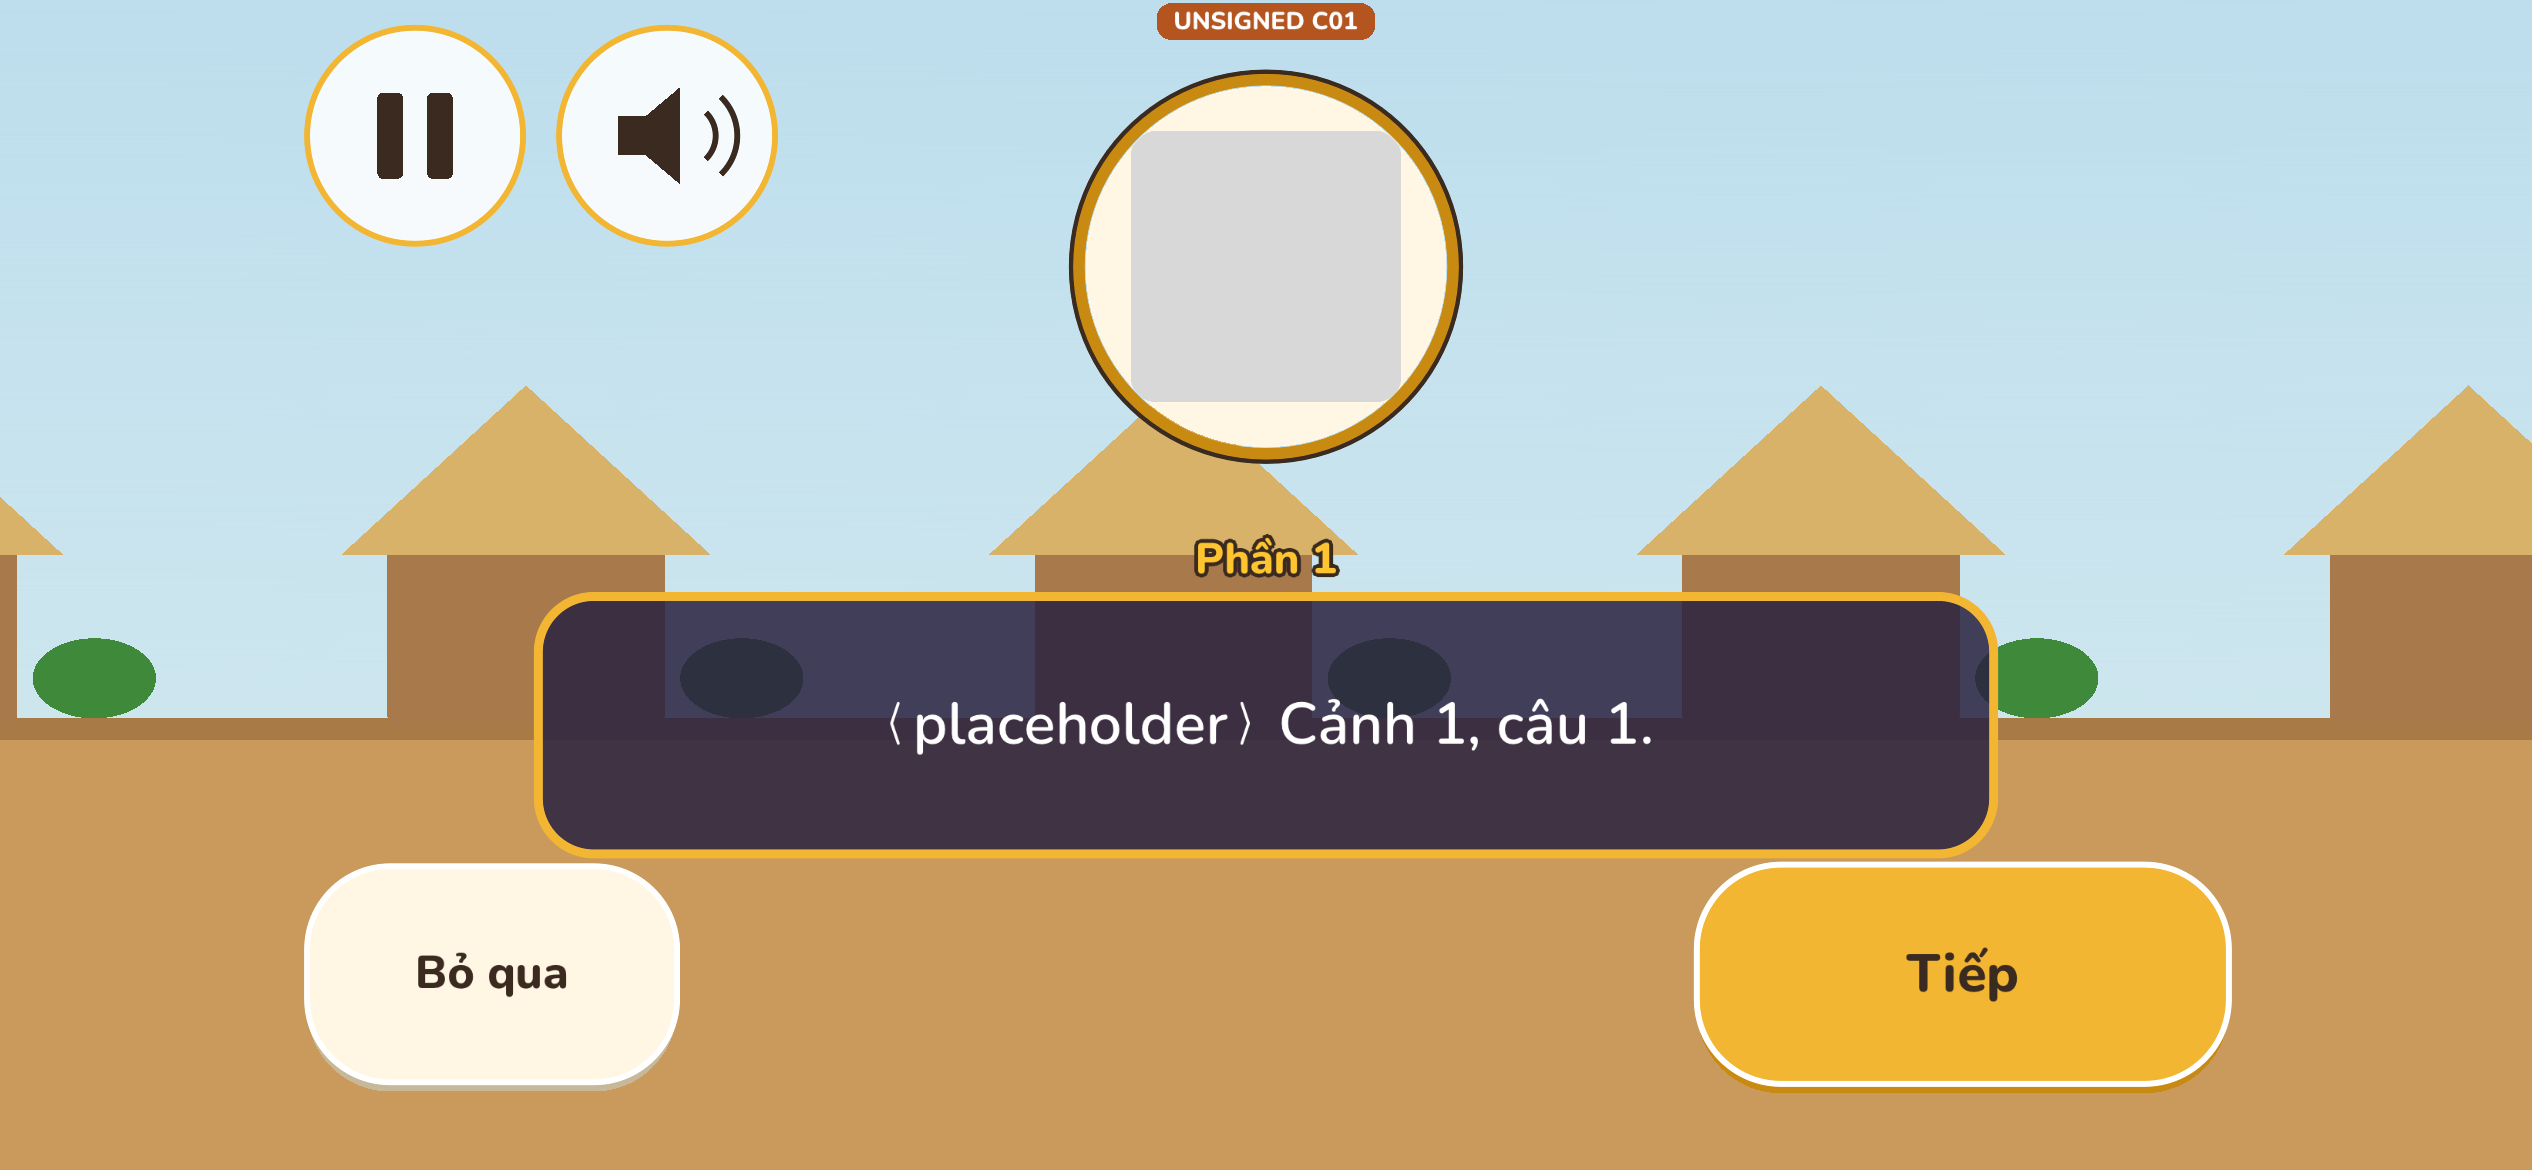 UNSIGNED C01
Phần 1
⟨placeholder⟩ Cảnh 1, câu 1.
Bỏ qua
Tiếp